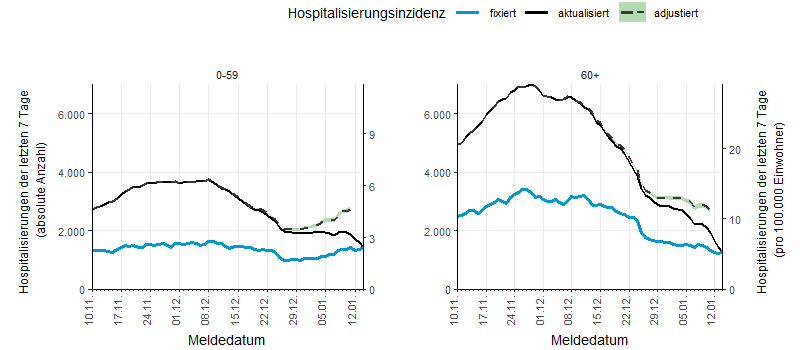 Hospitalisierungsinzidenz fixiert aktualisiert adjustiert
0-59
60+
Hospitalisierungen der letzten 7 Tage
(absolute Anzahl)
6.000
4.000
2.000
0
9
6
3
0
6.000
4.000
2.000
0
20
10
0
Hospitalisierungen der letzten 7 Tage
(pro 100.000 Einwohner)
10.11. 17.11. 24.11. 01.12. 08.12. 15.12. 22.12. 29.12. 05.01. 12.01.
10.11. 17.11. 24.11. 01.12. 08.12. 15.12. 22.12. 29.12. 05.01. 12.01.
Meldedatum
Meldedatum